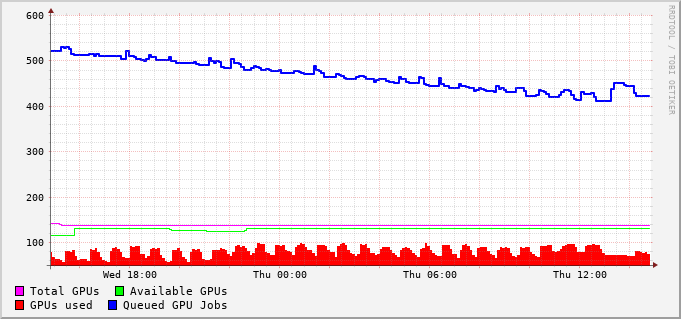 600
500
400
300
200
100
Wed 18:00 Thu 00:00 Thu 06:00 Thu 12:00
Total GPUs Available GPUs
GPUs used Queued GPU Jobs
RRDTOOL / TOBI OETIKER